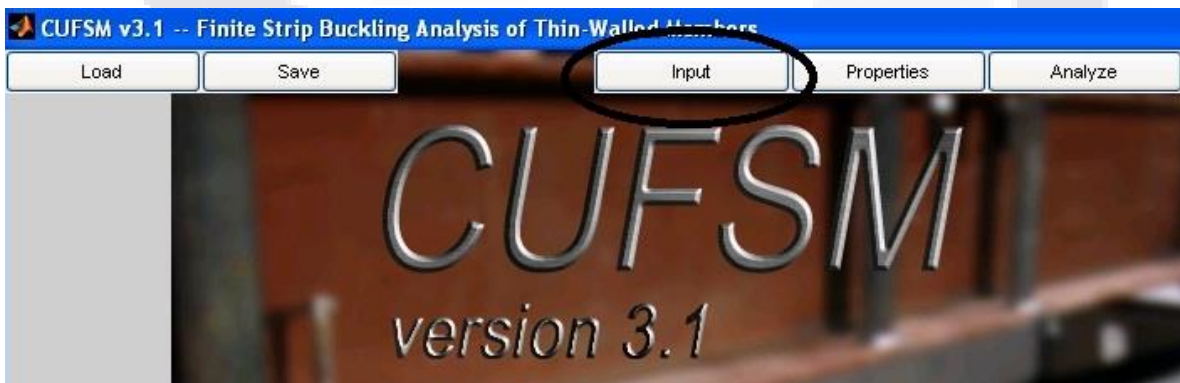 CUFSM v3.1 -- Finite Strip Buckling Analysis of Thin-Walled Members
Load Save Input Properties Analyze
CUFSM
version 3.1